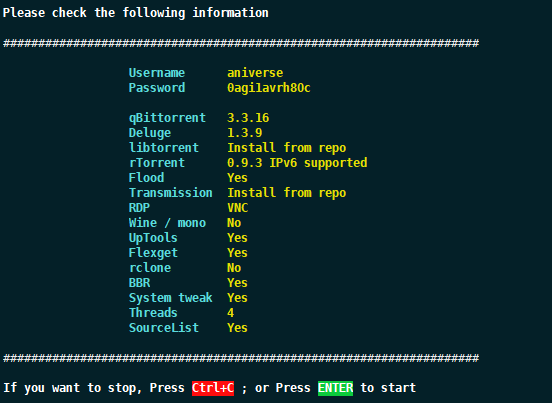 Please check the following information
####################################################################
Username aniverse
Password 0agi1avrh8Oc
qBittorrent 3.3.16
Deluge 1.3.9
libtorrent Install from repo
rTorrent 0.9.3 IPv6 supported
Flood Yes
Transmission Install from repo
RDP VNC
Wine / mono No
UpTools Yes
Flexget Yes
rclone No
BBR Yes
System tweak Yes
Threads 4
SourceList Yes
####################################################################
If you want to stop, Press Ctrl+C ; or Press ENTER to start